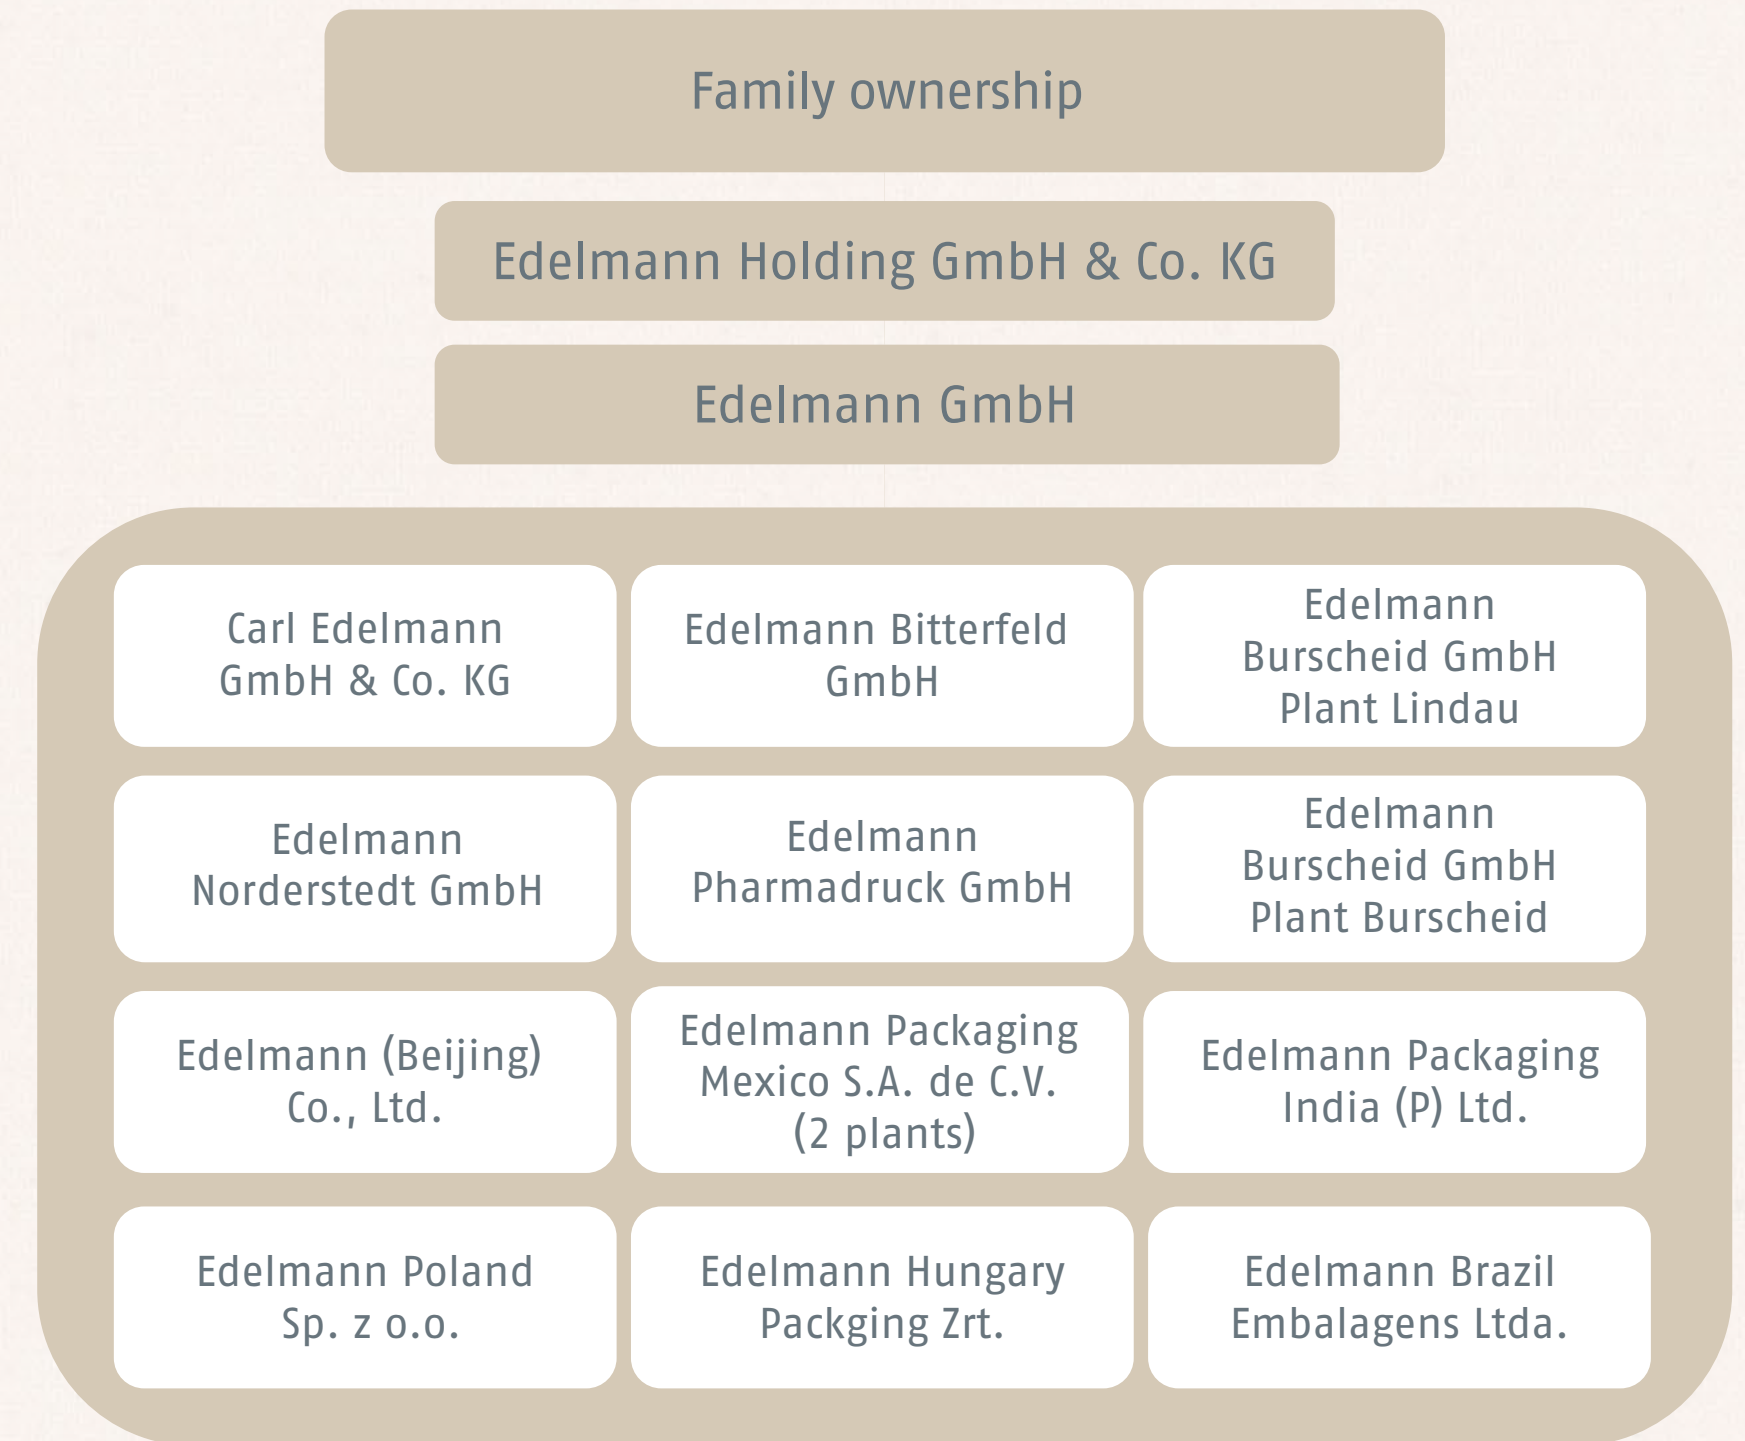 Family ownership
Edelmann Holding GmbH & Co. KG
Edelmann GmbH
Carl Edelmann
GmbH & Co. KG
Edelmann Bitterfeld
GmbH
Edelmann
Burscheid GmbH
Plant Lindau
Edelmann
Norderstedt GmbH
Edelmann
Pharmadruck GmbH
Edelmann
Burscheid GmbH
Plant Burscheid
Edelmann (Beijing)
Co., Ltd.
Edelmann Packaging
Mexico S.A. de C.V.
(2 plants)
Edelmann Packaging
India (P) Ltd.
Edelmann Poland
Sp. z o.o.
Edelmann Hungary
Packging Zrt.
Edelmann Brazil
Embalagens Ltda.